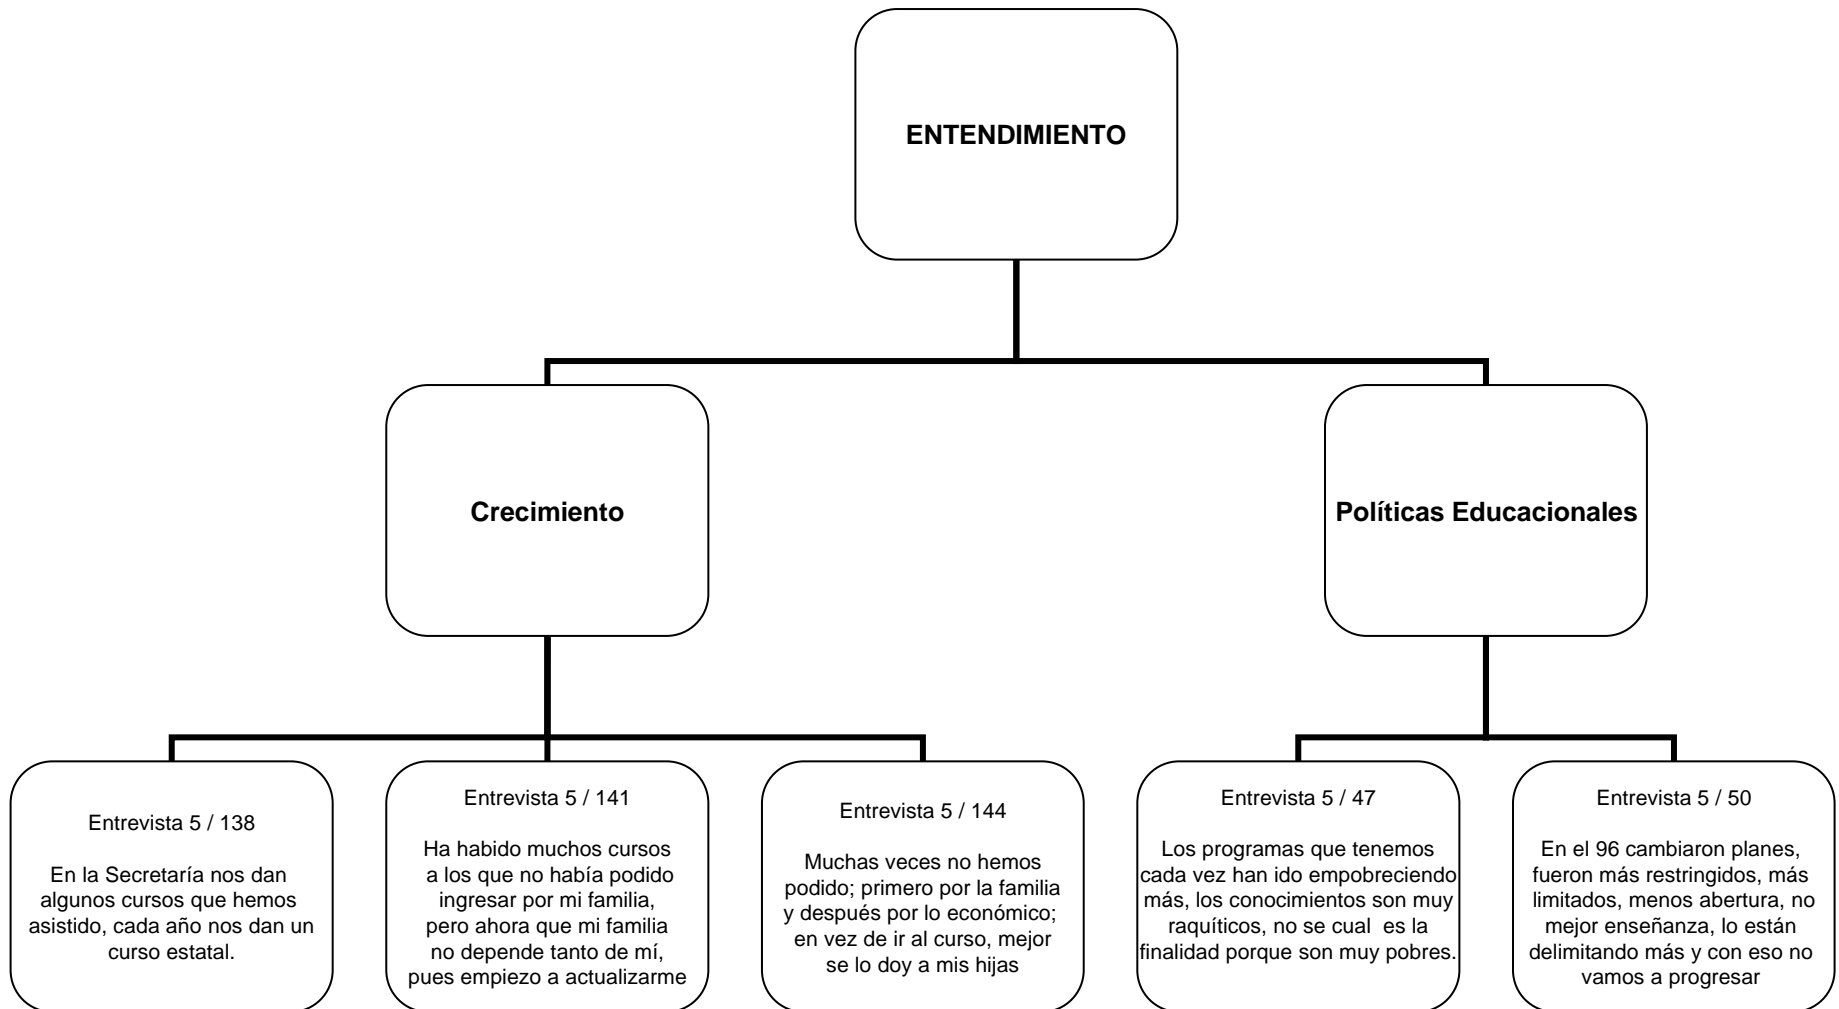 ENTENDIMIENTO
Crecimiento
Políticas Educacionales
Entrevista 5 / 138
En la Secretaría nos dan
algunos cursos que hemos
asistido, cada año nos dan un
curso estatal.
Entrevista 5 / 141
Ha habido muchos cursos
a los que no había podido
ingresar por mi familia,
pero ahora que mi familia
no depende tanto de mí,
pues empiezo a actualizarme
Entrevista 5 / 144
Muchas veces no hemos
podido; primero por la familia
y después por lo económico;
en vez de ir al curso, mejor
se lo doy a mis hijas
Entrevista 5 / 47
Los programas que tenemos
cada vez han ido empobreciendo
más, los conocimientos son muy
raquíticos, no se cual es la
finalidad porque son muy pobres.
Entrevista 5 / 50
En el 96 cambiaron planes,
fueron más restringidos, más
limitados, menos abertura, no
mejor enseñanza, lo están
delimitando más y con eso no
vamos a progresar